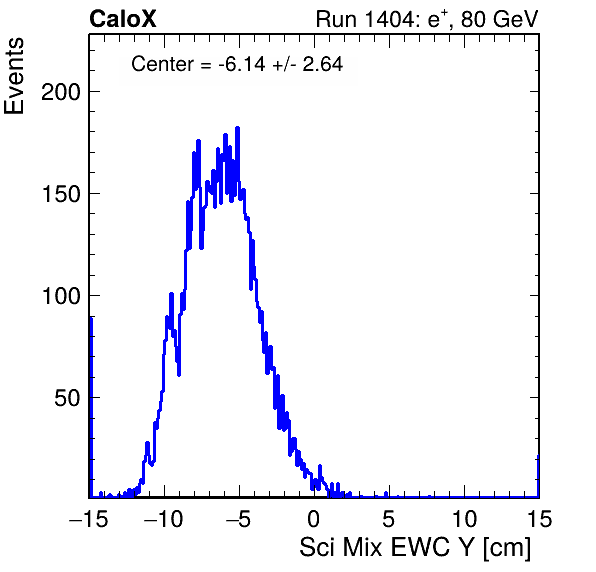 CaloX Run 1404: e⁺, 80 GeV
Center = -6.14 +/- 2.64
Events
200
150
100
50
−15 −10 −5 0 5 10 15
Sci Mix EWC Y [cm]